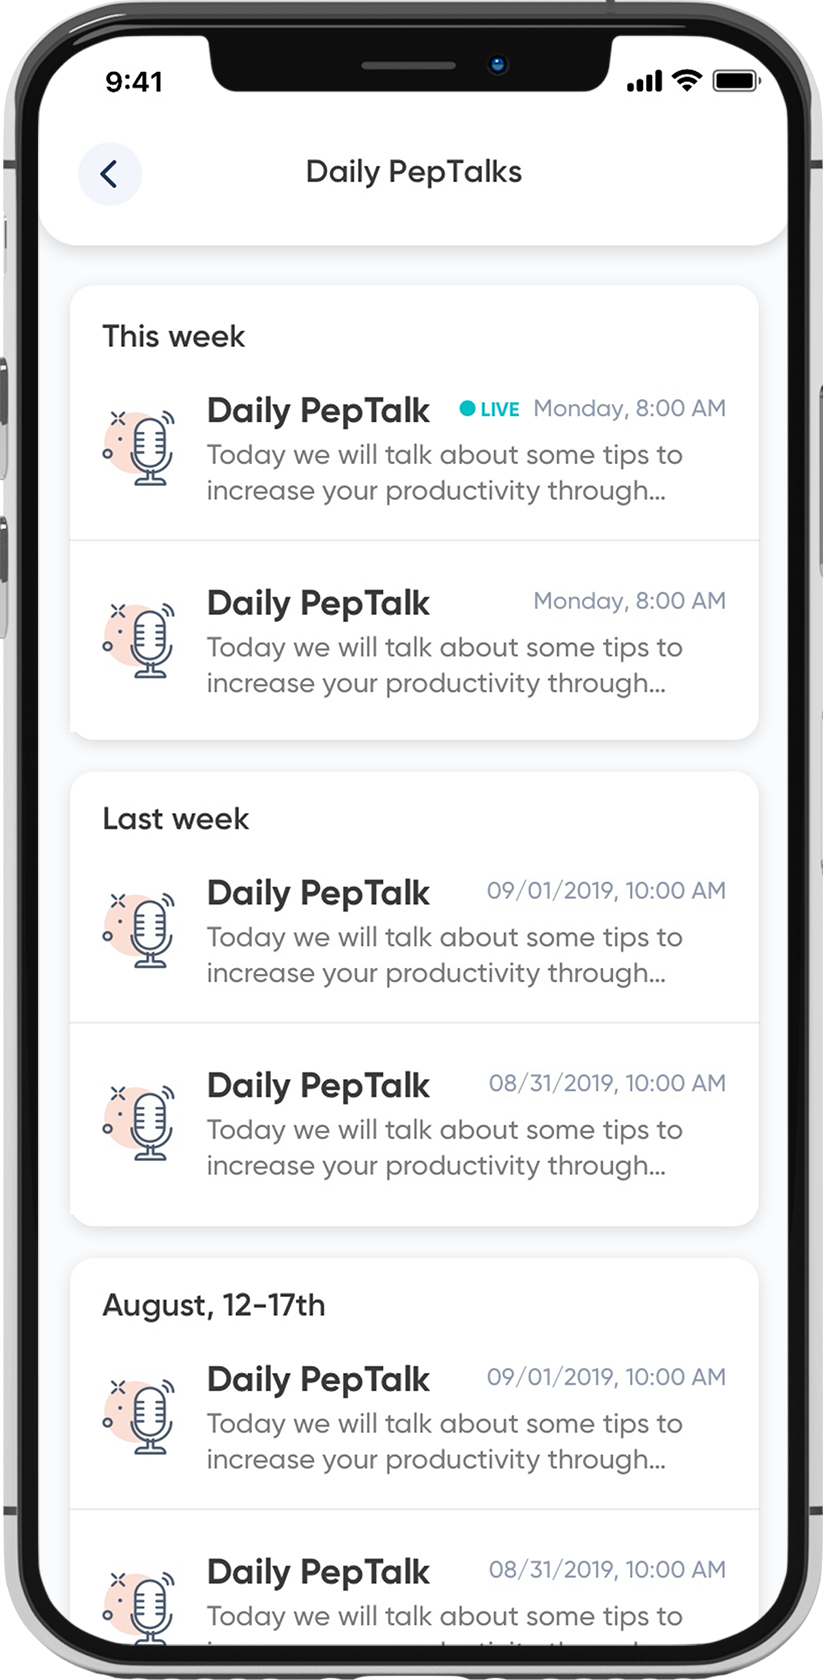 9:41
Daily PepTalks
This week
Daily PepTalk LIVE Monday, 8:00 AM
Today we will talk about some tips to
increase your productivity through...
Daily PepTalk Monday, 8:00 AM
Today we will talk about some tips to
increase your productivity through...
Last week
Daily PepTalk 09/01/2019, 10:00 AM
Today we will talk about some tips to
increase your productivity through...
Daily PepTalk 08/31/2019, 10:00 AM
Today we will talk about some tips to
increase your productivity through...
August, 12-17th
Daily PepTalk 09/01/2019, 10:00 AM
Today we will talk about some tips to
increase your productivity through...
Daily PepTalk 08/31/2019, 10:00 AM
Today we will talk about some tips to